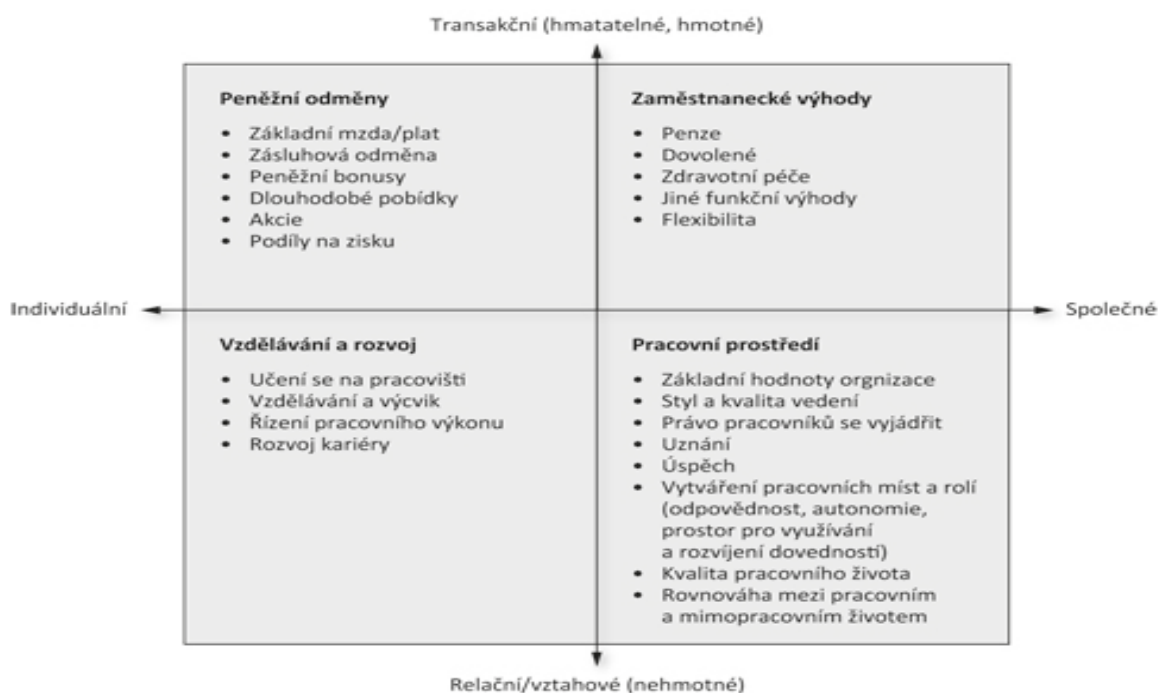 Transakční (hmatatelné, hmotné)
Peněžní odměny
• Základní mzda/plat
• Zásluhová odměna
• Peněžní bonusy
• Dlouhodobé pobídky
• Akcie
• Podíly na zisku
Zaměstnanecké výhody
• Penze
• Dovolené
• Zdravotní péče
• Jiné funkční výhody
• Flexibilita
Individuální
Společné
Vzdělávání a rozvoj
• Učení se na pracovišti
• Vzdělávání a výcvik
• Řízení pracovního výkonu
• Rozvoj kariéry
Pracovní prostředí
• Základní hodnoty orgnizace
• Styl a kvalita vedení
• Právo pracovníků se vyjádřit
• Uznání
• Úspěch
• Vytváření pracovních míst a rolí
(odpovědnost, autonomie,
prostor pro využívání
a rozvíjení dovedností)
• Kvalita pracovního života
• Rovnováha mezi pracovním
a mimopracovním životem
Relační/vztahové (nehmotné)